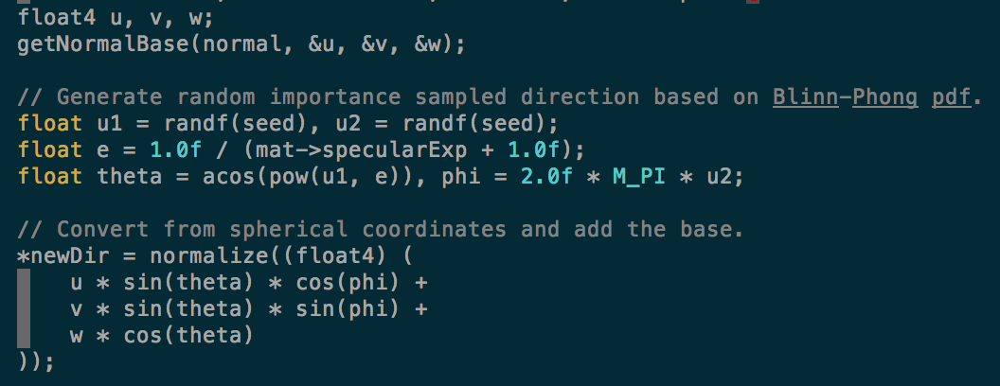 float4 u, v, w;
getNormalBase(normal, &u, &v, &w);
// Generate random importance sampled direction based on Blinn-Phong pdf.
float u1 = randf(seed), u2 = randf(seed);
float e = 1.0f / (mat->specularExp + 1.0f);
float theta = acos(pow(u1, e)), phi = 2.0f * M_PI * u2;
// Convert from spherical coordinates and add the base.
*newDir = normalize((float4) (
u * sin(theta) * cos(phi) +
v * sin(theta) * sin(phi) +
w * cos(theta)
));